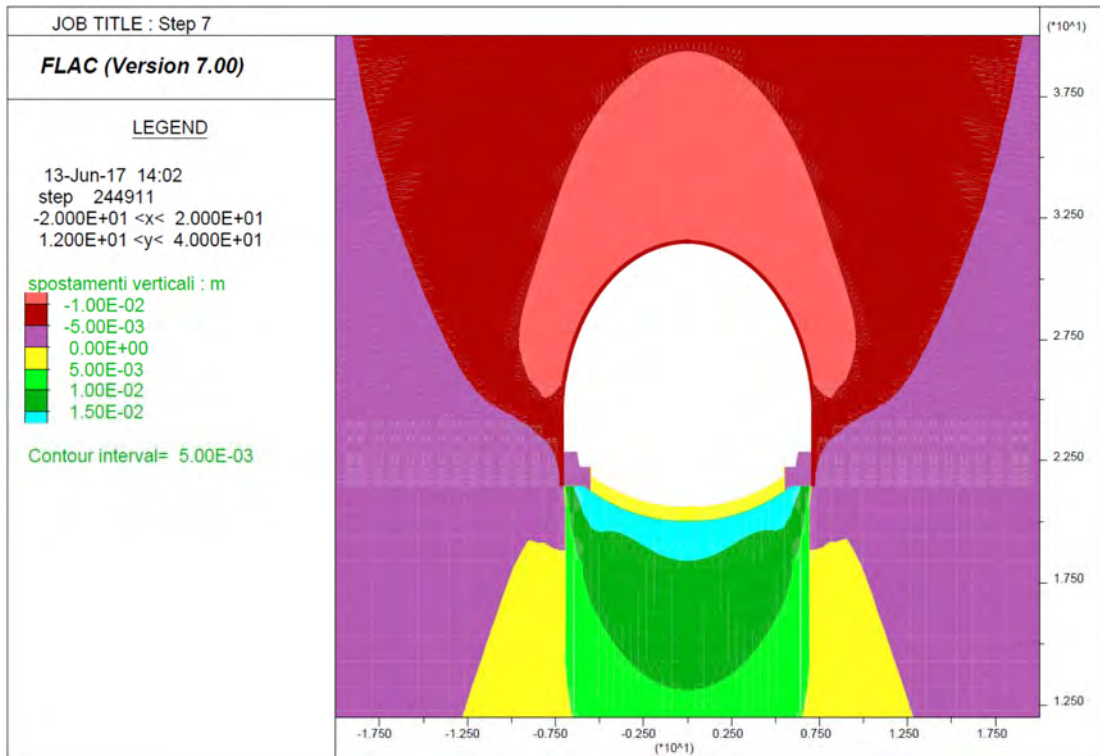 JOB TITLE : Step 7
(*10^1)
FLAC (Version 7.00)
LEGEND
13-Jun-17 14:02
step 244911
-2.000E+01 <x< 2.000E+01
1.200E+01 <y< 4.000E+01
spostamenti verticali : m
-1.00E-02
-5.00E-03
0.00E+00
5.00E-03
1.00E-02
1.50E-02
Contour interval= 5.00E-03
3.750
3.250
2.750
2.250
1.750
1.250
-1.750 -1.250 -0.750 -0.250 0.250 0.750 1.250 1.750
(*10^1)